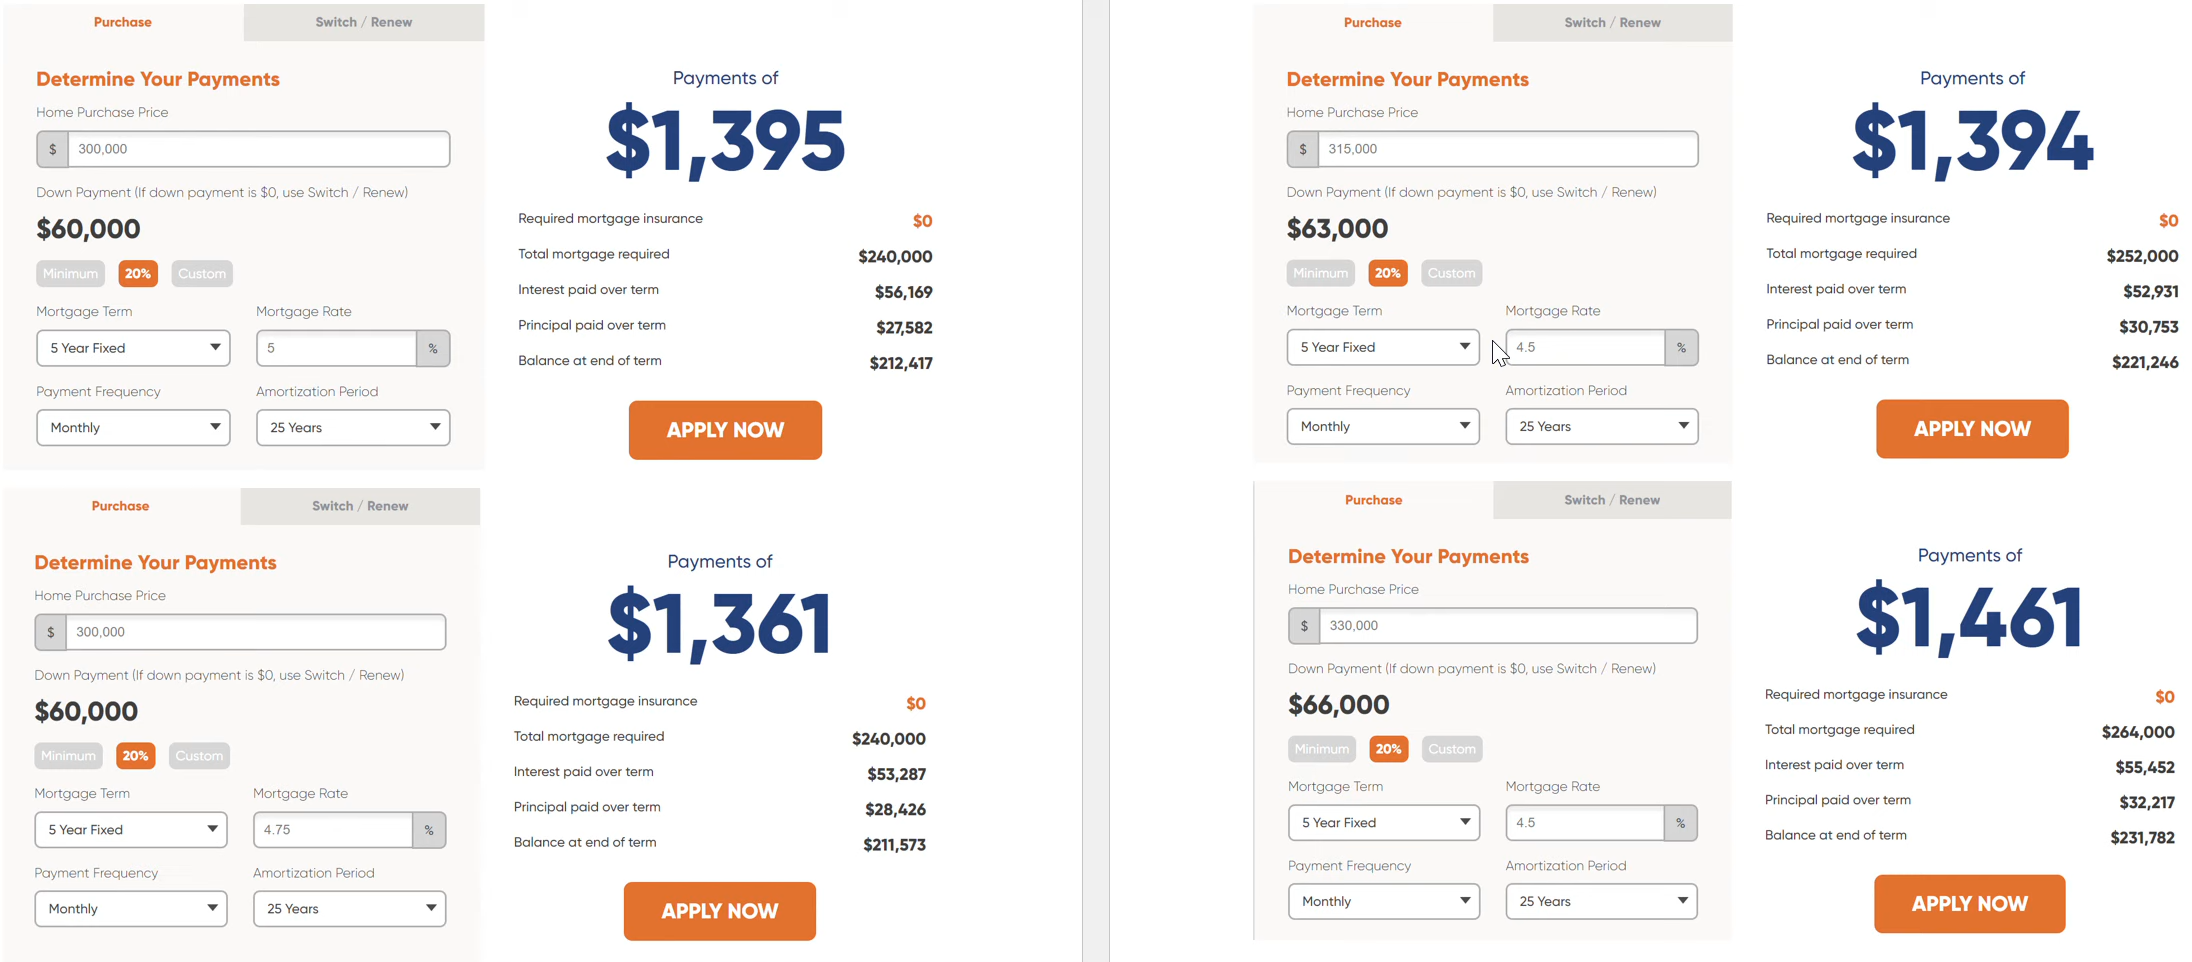 Purchase
Switch / Renew
Determine Your Payments
Home Purchase Price
$ 300,000
Down Payment (If down payment is $0, use Switch / Renew)
$60,000
Minimum 20% Custom
Mortgage Term Mortgage Rate
5 Year Fixed 5 %
Payment Frequency Amortization Period
Monthly 25 Years
Payments of
$1,395
Required mortgage insurance $0
Total mortgage required $240,000
Interest paid over term $56,169
Principal paid over term $27,582
Balance at end of term $212,417
APPLY NOW
Purchase
Switch / Renew
Determine Your Payments
Home Purchase Price
$ 315,000
Down Payment (If down payment is $0, use Switch / Renew)
$63,000
Minimum 20% Custom
Mortgage Term Mortgage Rate
5 Year Fixed 4.5 %
Payment Frequency Amortization Period
Monthly 25 Years
Payments of
$1,394
Required mortgage insurance $0
Total mortgage required $252,000
Interest paid over term $52,931
Principal paid over term $30,753
Balance at end of term $221,246
APPLY NOW
Purchase
Switch / Renew
Determine Your Payments
Home Purchase Price
$ 300,000
Down Payment (If down payment is $0, use Switch / Renew)
$60,000
Minimum 20% Custom
Mortgage Term Mortgage Rate
5 Year Fixed 4.75 %
Payment Frequency Amortization Period
Monthly 25 Years
Payments of
$1,361
Required mortgage insurance $0
Total mortgage required $240,000
Interest paid over term $53,287
Principal paid over term $28,426
Balance at end of term $211,573
APPLY NOW
Purchase
Switch / Renew
Determine Your Payments
Home Purchase Price
$ 330,000
Down Payment (If down payment is $0, use Switch / Renew)
$66,000
Minimum 20% Custom
Mortgage Term Mortgage Rate
5 Year Fixed 4.5 %
Payment Frequency Amortization Period
Monthly 25 Years
Payments of
$1,461
Required mortgage insurance $0
Total mortgage required $264,000
Interest paid over term $55,452
Principal paid over term $32,217
Balance at end of term $231,782
APPLY NOW